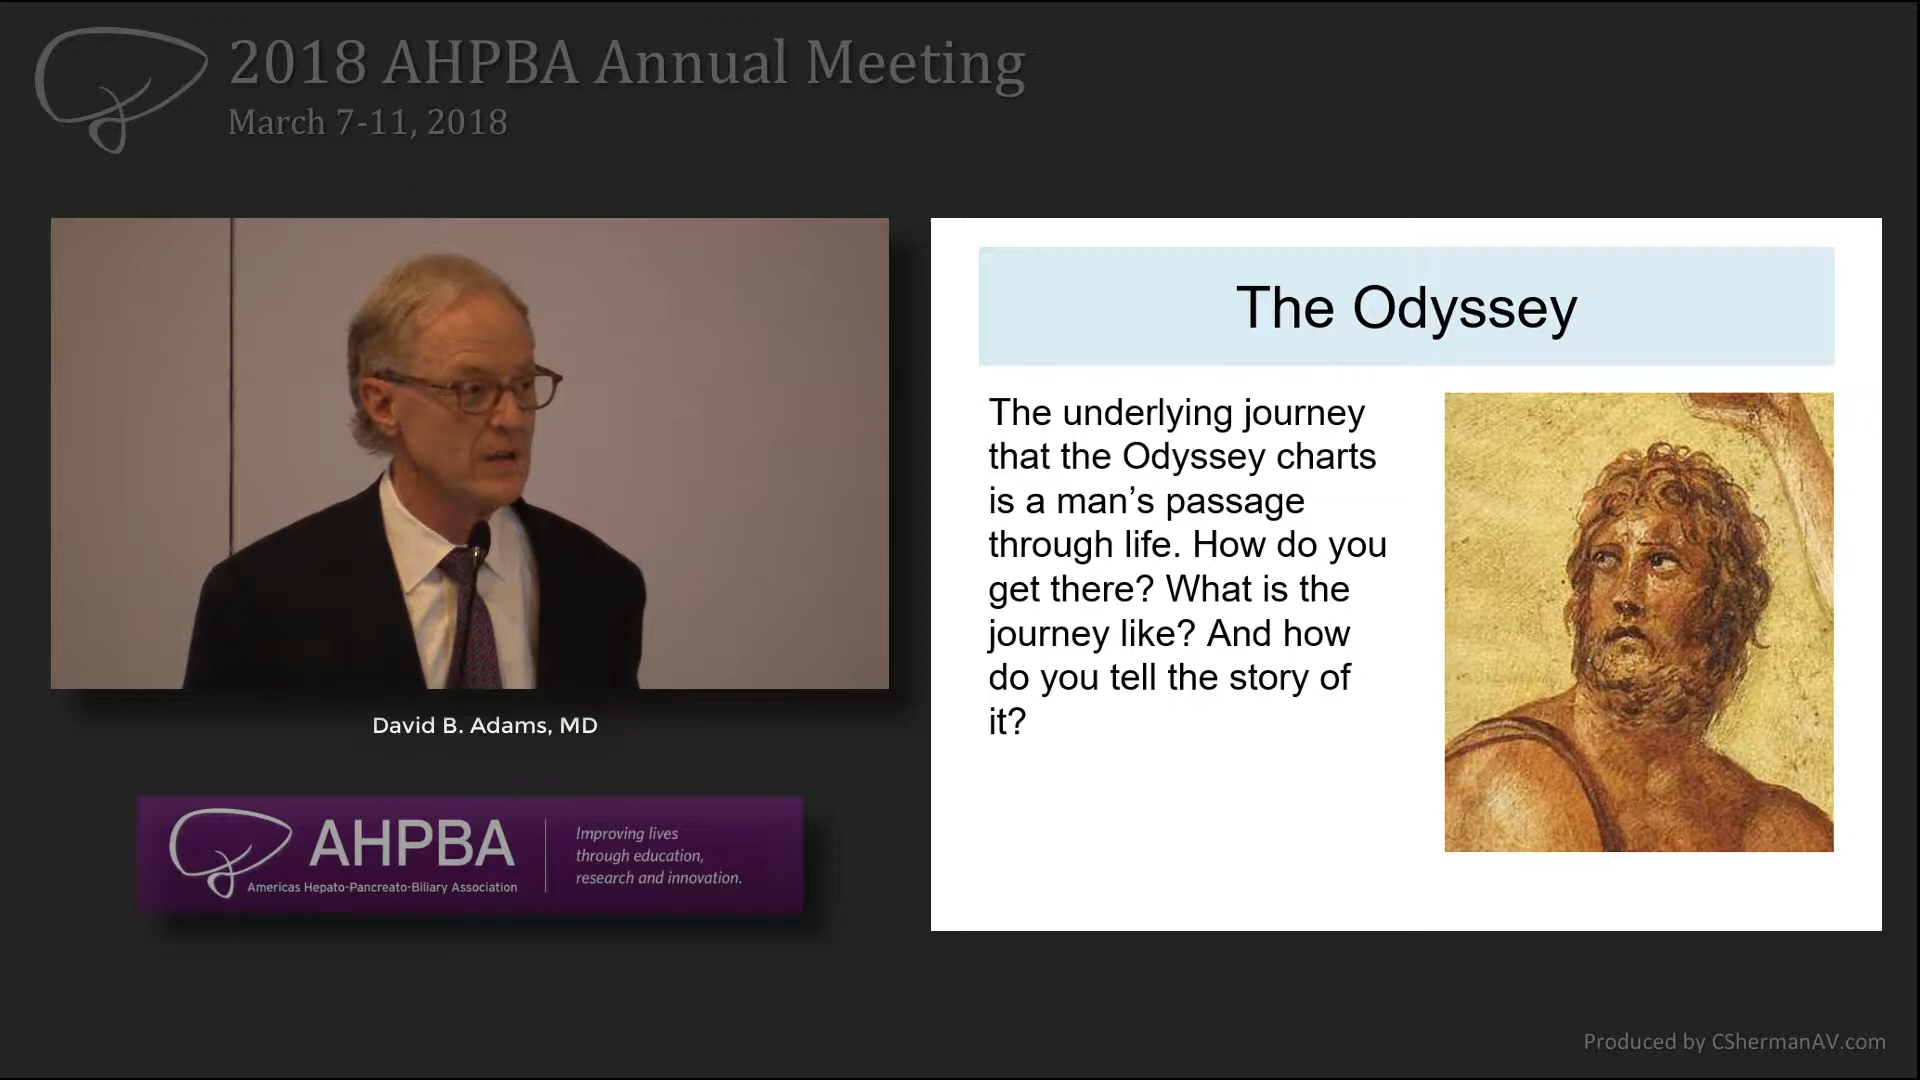 2018 AHPBA Annual Meeting
March 7-11, 2018
The Odyssey
The underlying journey
that the Odyssey charts
is a man’s passage
through life. How do you
get there? What is the
journey like? And how
do you tell the story of
it?
David B. Adams, MD
AHPBA
Americas Hepato-Pancreato-Biliary Association
Improving lives
through education,
research and innovation.
Produced by CShermanAV.com